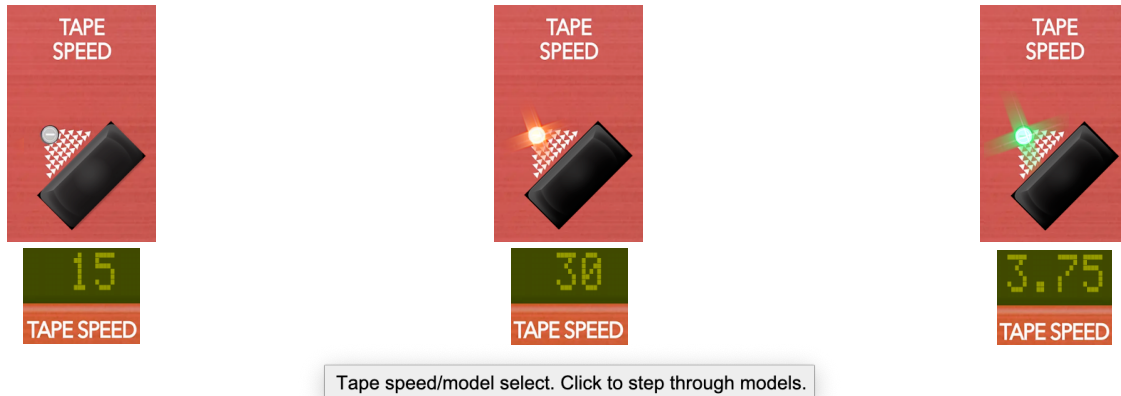 TAPE
SPEED
TAPE
SPEED
TAPE
SPEED
15
30
3.75
TAPE SPEED
TAPE SPEED
TAPE SPEED
Tape speed/model select. Click to step through models.